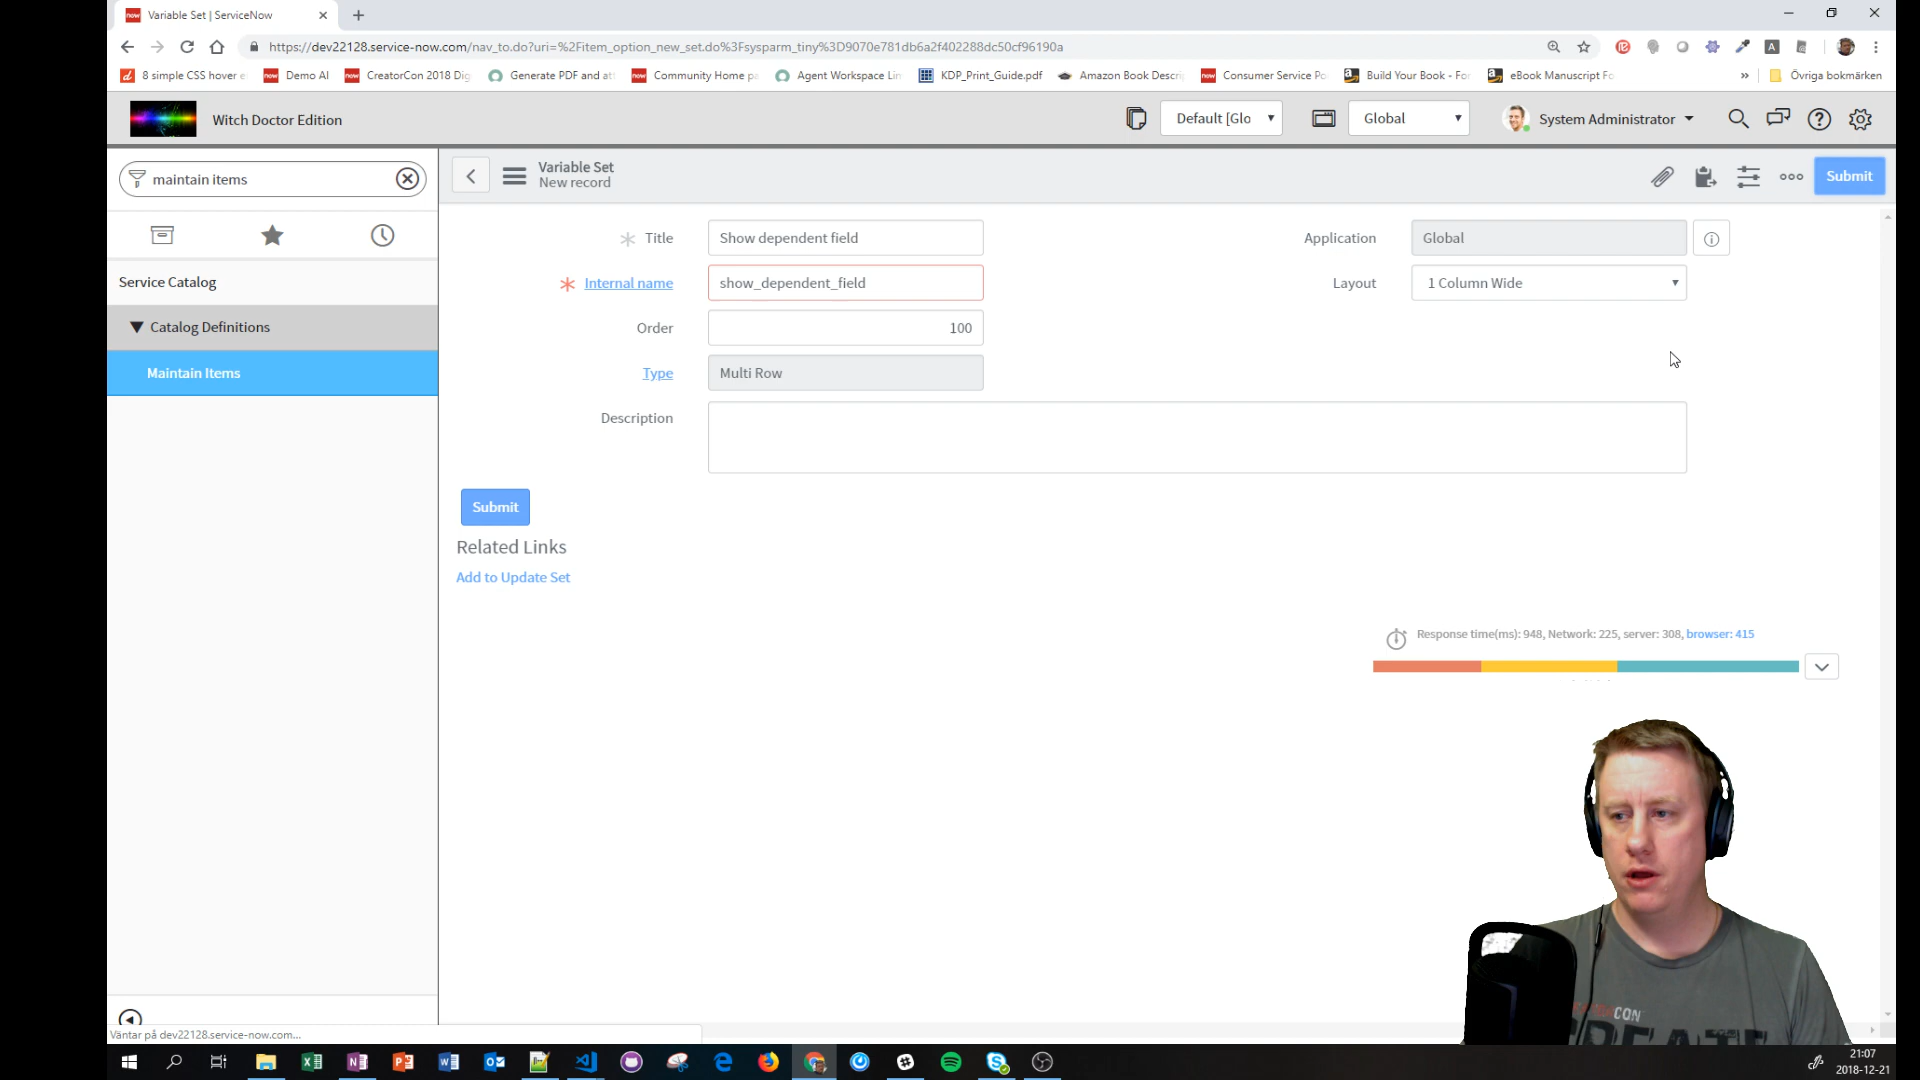 Variable Set | ServiceNow
https://dev22128.service-now.com/nav_to.do?uri=%2Fitem_option_new_set.do%3Fsysparm_tiny%3D9070e781db6a2f402288dc50cf96190a
8 simple CSS hover e
Demo AI
CreatorCon 2018 Dig
Generate PDF and at
Community Home pa
Agent Workspace Lin
KDP_Print_Guide.pdf
Amazon Book Descri
Consumer Service Po
Build Your Book - Fo
eBook Manuscript Fo
Övriga bokmärken
Witch Doctor Edition
Default [Glo
Global
System Administrator
maintain items
Variable Set
New record
Submit
Service Catalog
Catalog Definitions
Maintain Items
Title
Show dependent field
Application
Global
Internal name
show_dependent_field
Layout
1 Column Wide
Order
100
Type
Multi Row
Description
Submit
Related Links
Add to Update Set
Response time(ms): 948, Network: 225, server: 308, browser: 415
CON
Väntar på dev22128.service-now.com...
21:07
2018-12-21